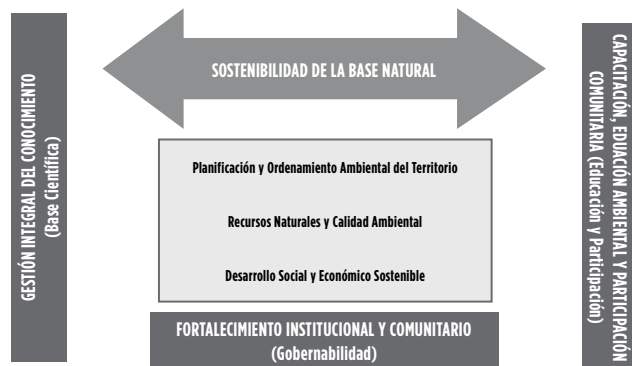 GESTIÓN INTEGRAL DEL CONOCIMIENTO
(Base Científica)
SOSTENIBILIDAD DE LA BASE NATURAL
Planificación y Ordenamiento Ambiental del Territorio
Recursos Naturales y Calidad Ambiental
Desarrollo Social y Económico Sostenible
FORTALECIMIENTO INSTITUCIONAL Y COMUNITARIO
(Gobernabilidad)
CAPACITACIÓN, EDUACIÓN AMBIENTAL Y PARTICIPACIÓN
COMUNITARIA (Educación y Participación)